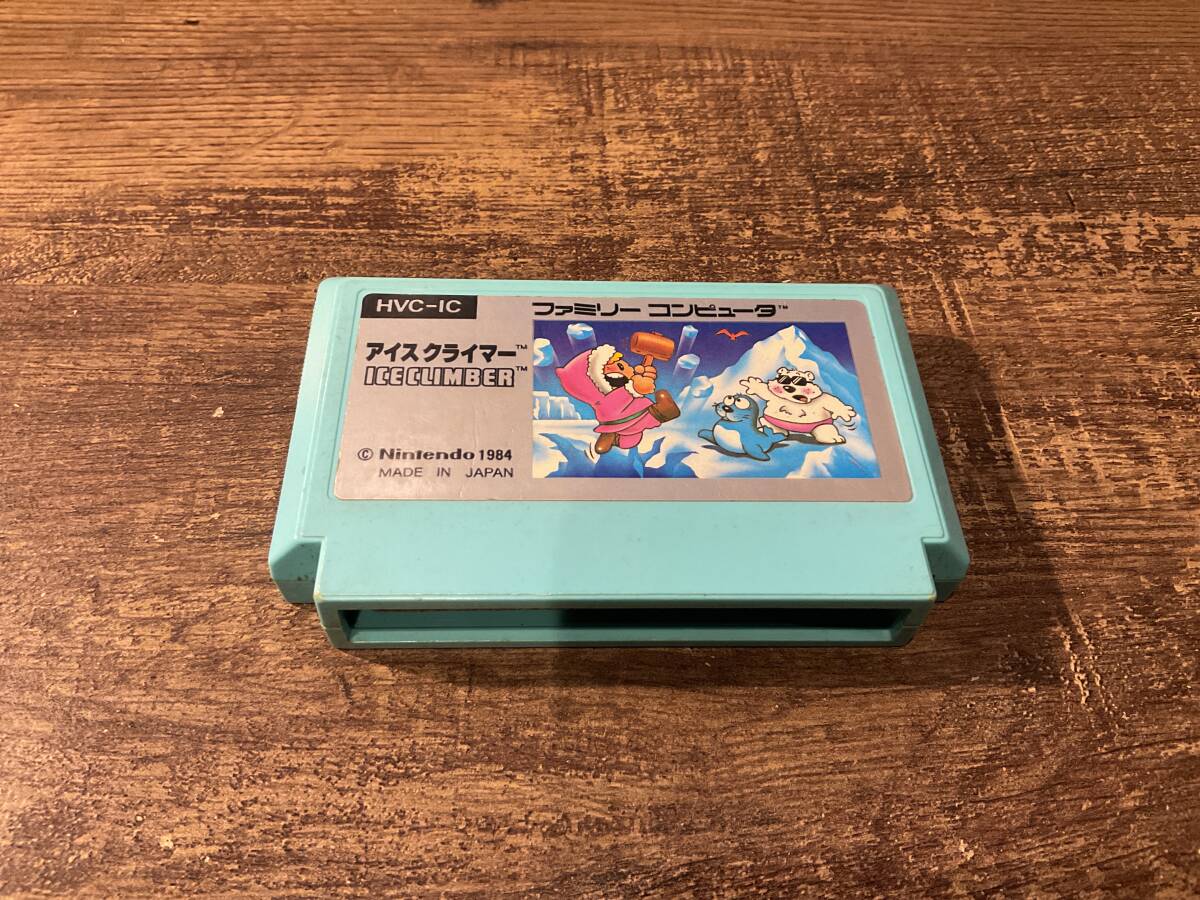 HVC-IC
ファミリー コンピュータ™
アイスクライマー™
ICE CLIMBER™
© Nintendo 1984
MADE IN JAPAN